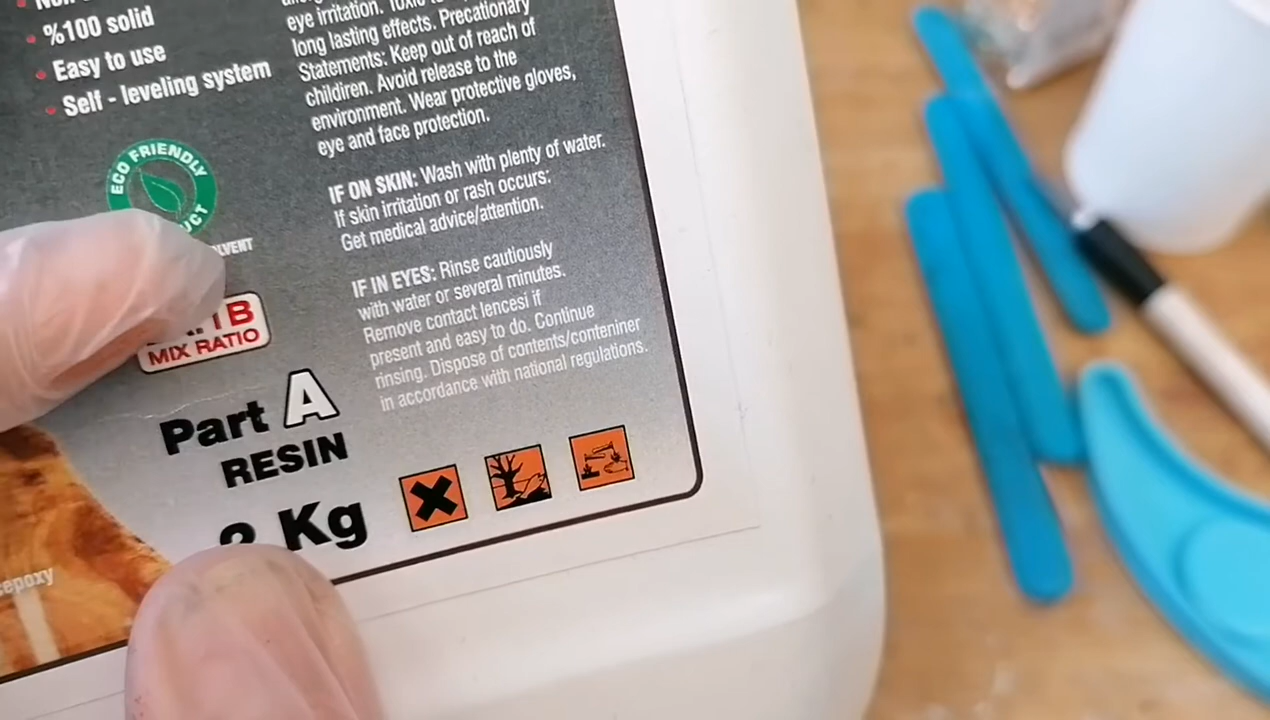 %100 solid
Easy to use
Self - leveling system
eye irritation.
long lasting effects. Precationary
Statements: Keep out of reach of
children. Avoid release to the
environment. Wear protective gloves,
eye and face protection.
ECO FRIENDLY
IF ON SKIN: Wash with plenty of water.
If skin irritation or rash occurs:
Get medical advice/attention.
IF IN EYES: Rinse cautiously
with water or several minutes.
Remove contact lencesi if
present and easy to do. Continue
rinsing. Dispose of contents/conteniner
in accordance with national regulations.
1B
MIX RATIO
Part A
RESIN
Kg
epoxy